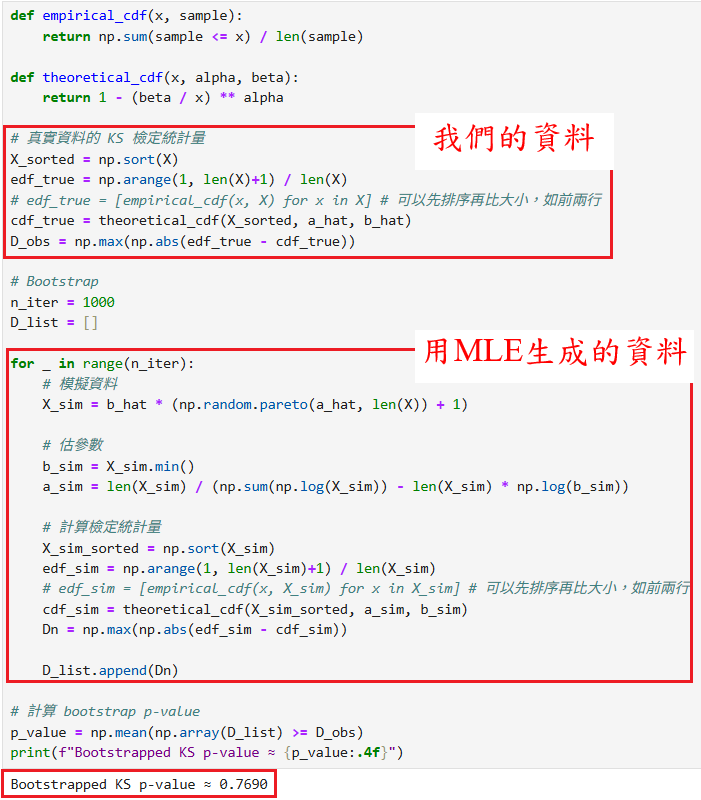 def empirical_cdf(x, sample):
    return np.sum(sample <= x) / len(sample)
def theoretical_cdf(x, alpha, beta):
    return 1 - (beta / x) ** alpha
我們的資料
# 真實資料的 KS 檢定統計量
X_sorted = np.sort(X)
edf_true = np.arange(1, len(X)+1) / len(X)
# edf_true = [empirical_cdf(x, X) for x in X] # 可以先排序再比大小，如前兩行
cdf_true = theoretical_cdf(X_sorted, a_hat, b_hat)
D_obs = np.max(np.abs(edf_true - cdf_true))
# Bootstrap
n_iter = 1000
D_list = []
用MLE生成的資料
for _ in range(n_iter):
    # 模擬資料
    X_sim = b_hat * (np.random.pareto(a_hat, len(X)) + 1)
    # 估參數
    b_sim = X_sim.min()
    a_sim = len(X_sim) / (np.sum(np.log(X_sim)) - len(X_sim) * np.log(b_sim))
    # 計算檢定統計量
    X_sim_sorted = np.sort(X_sim)
    edf_sim = np.arange(1, len(X_sim)+1) / len(X_sim)
    # edf_sim = [empirical_cdf(x, X_sim) for x in X_sim] # 可以先排序再比大小，如前兩行
    cdf_sim = theoretical_cdf(X_sim_sorted, a_sim, b_sim)
    Dn = np.max(np.abs(edf_sim - cdf_sim))
    D_list.append(Dn)
# 計算 bootstrap p-value
p_value = np.mean(np.array(D_list) >= D_obs)
print(f"Bootstrapped KS p-value ≈ {p_value:.4f}")
Bootstrapped KS p-value ≈ 0.7690